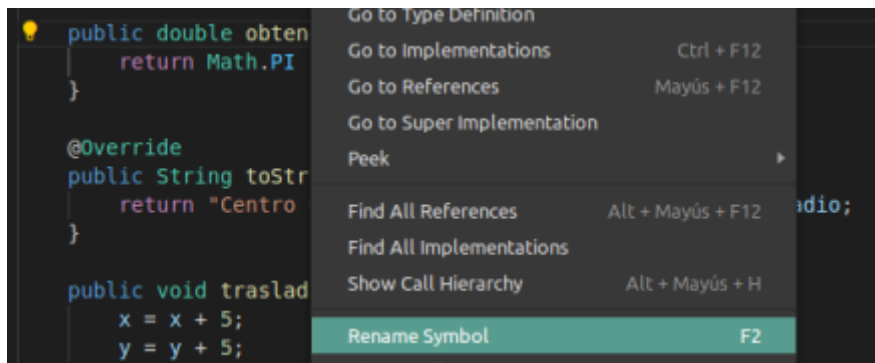 Go to Type Definition
public double obten
Go to Implementations Ctrl + F12
return Math.PI
Go to References Mayús + F12
}
Go to Super Implementation
@Override
Peek
public String toStr
return "Centro
Find All References Alt + Mayús + F12
adio;
}
Find All Implementations
Show Call Hierarchy Alt + Mayús + H
public void traslad
x = x + 5;
Rename Symbol F2
y = y + 5;